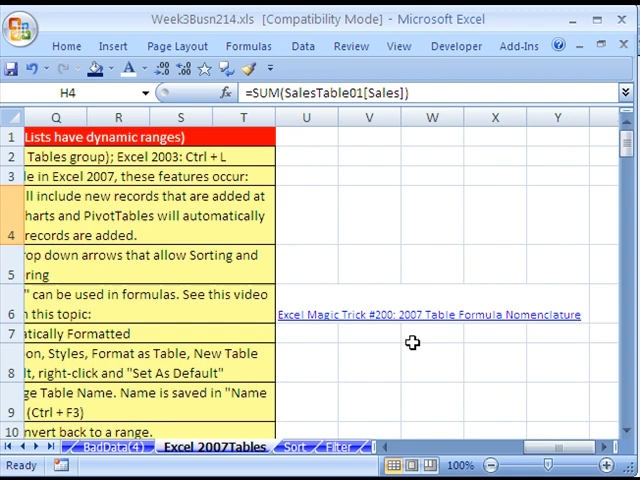 Week3Busn214.xls [Compatibility Mode] - Microsoft Excel
Home Insert Page Layout Formulas Data Review View Developer Add-Ins
H4 =SUM(SalesTable01[Sales])
Q R S T U V W X Y
1 Lists have dynamic ranges)
2 Tables group); Excel 2003: Ctrl + L
3 le in Excel 2007, these features occur:
ll include new records that are added at
harts and PivotTables will automatically
4 records are added.
rop down arrows that allow Sorting and
5 ring
" can be used in formulas. See this video
6 n this topic: Excel Magic Trick #200: 2007 Table Formula Nomenclature
7 natically Formatted
on, Styles, Format as Table, New Table
8 lt, right-click and "Set As Default"
ge Table Name. Name is saved in "Name
9 (Ctrl + F3)
10 nvert back to a range.
BadData(4) Excel 2007Tables Sort Filter
Ready 100%